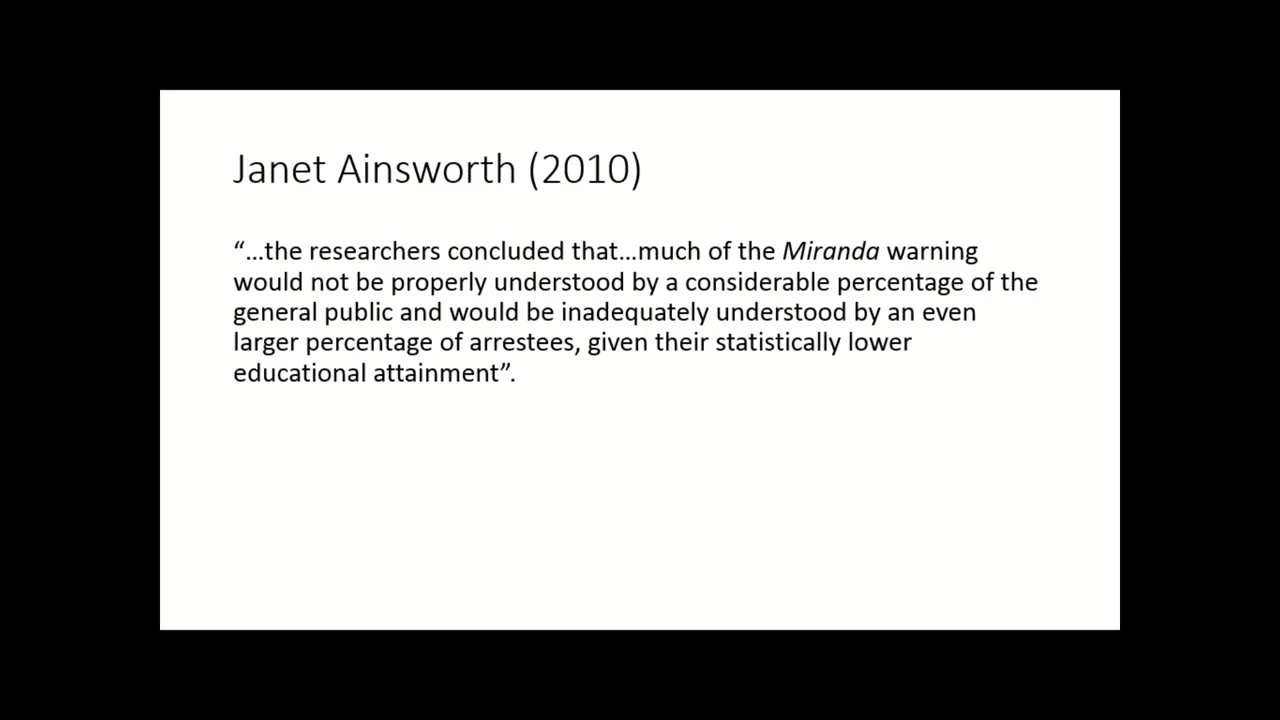 Janet Ainsworth (2010)
“…the researchers concluded that…much of the Miranda warning
would not be properly understood by a considerable percentage of the
general public and would be inadequately understood by an even
larger percentage of arrestees, given their statistically lower
educational attainment”.